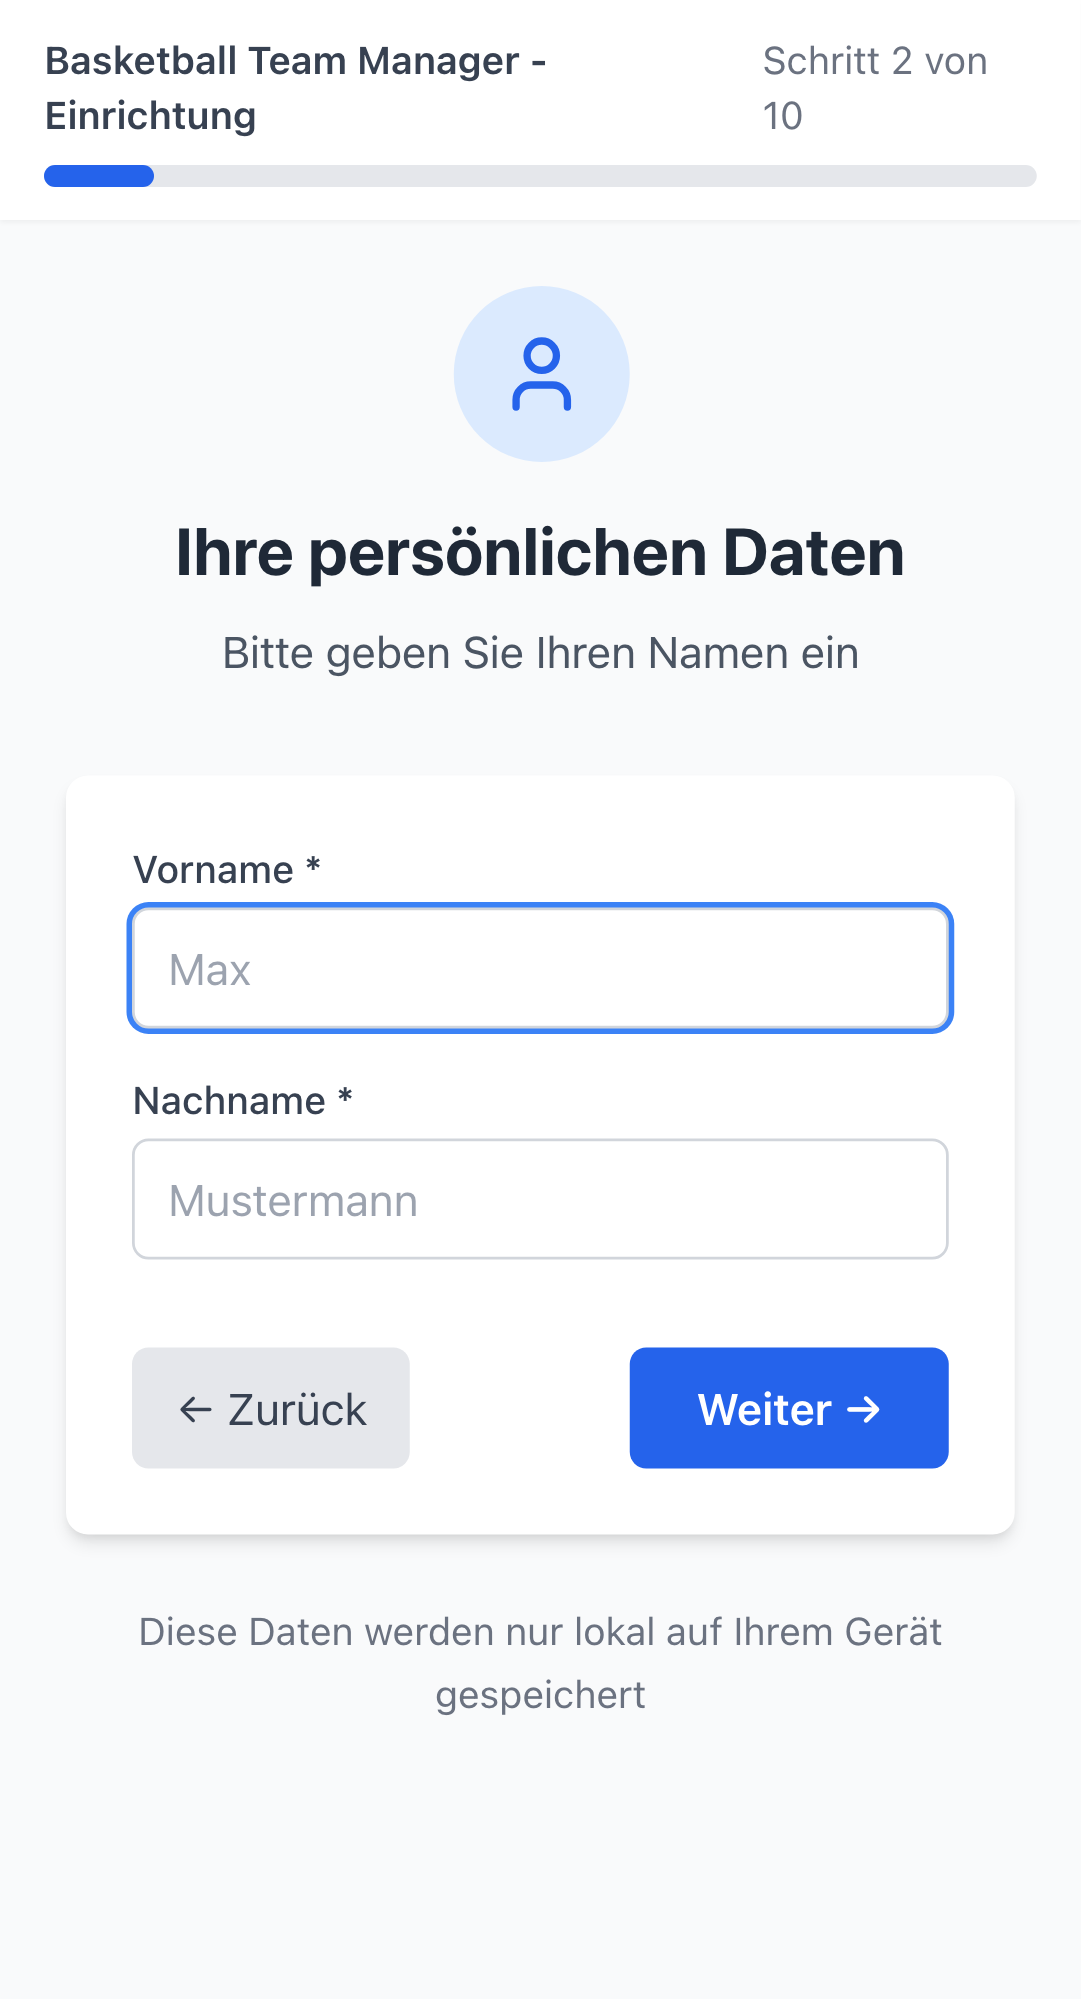 Basketball Team Manager -
Einrichtung
Schritt 2 von
10
Ihre persönlichen Daten
Bitte geben Sie Ihren Namen ein
Vorname *
Max
Nachname *
Mustermann
← Zurück
Weiter →
Diese Daten werden nur lokal auf Ihrem Gerät
gespeichert